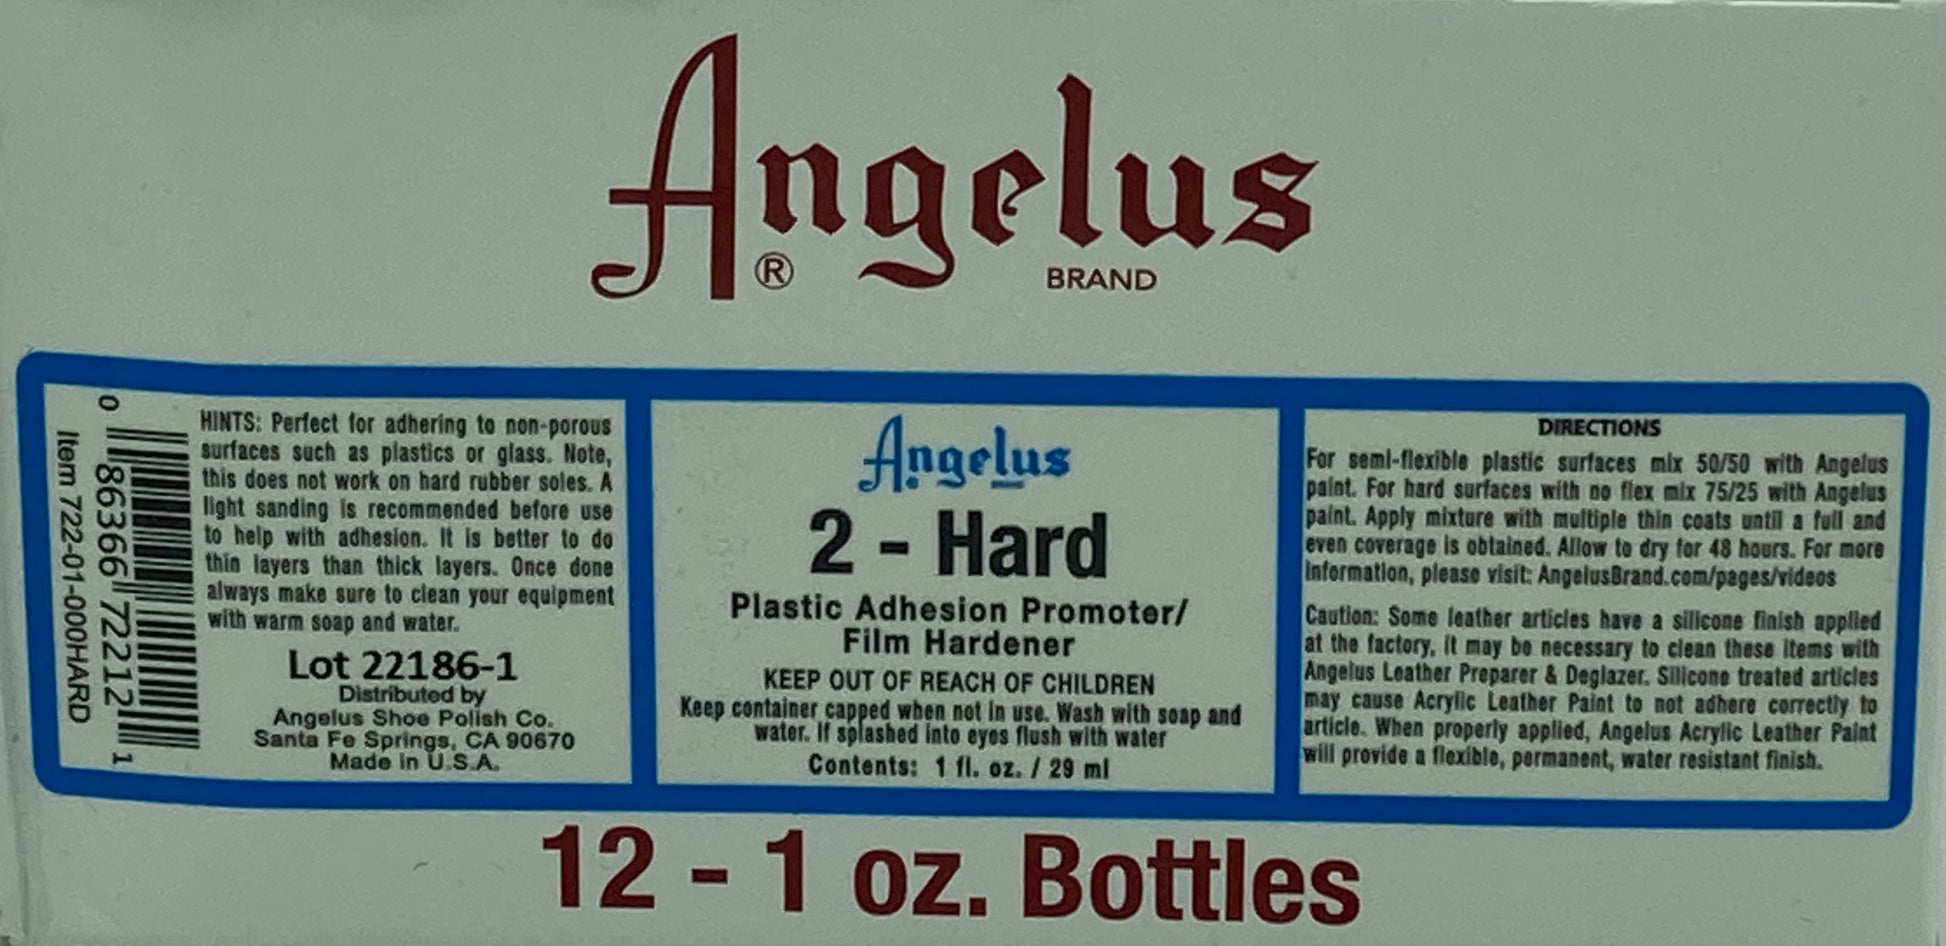 Angelus
®
BRAND
0 86366 72212 1
Item 722-01-000HARD
HINTS: Perfect for adhering to non-porous
surfaces such as plastics or glass. Note,
this does not work on hard rubber soles. A
light sanding is recommended before use
to help with adhesion. It is better to do
thin layers than thick layers. Once done
always make sure to clean your equipment
with warm soap and water.
Lot 22186-1
Distributed by
Angelus Shoe Polish Co.
Santa Fe Springs, CA 90670
Made in U.S.A.
Angelus
2 - Hard
Plastic Adhesion Promoter/
Film Hardener
KEEP OUT OF REACH OF CHILDREN
Keep container capped when not in use. Wash with soap and
water. If splashed into eyes flush with water
Contents: 1 fl. oz. / 29 ml
DIRECTIONS
For semi-flexible plastic surfaces mix 50/50 with Angelus
paint. For hard surfaces with no flex mix 75/25 with Angelus
paint. Apply mixture with multiple thin coats until a full and
even coverage is obtained. Allow to dry for 48 hours. For more
information, please visit: AngelusBrand.com/pages/videos
Caution: Some leather articles have a silicone finish applied
at the factory, it may be necessary to clean these items with
Angelus Leather Preparer & Deglazer. Silicone treated articles
may cause Acrylic Leather Paint to not adhere correctly to
article. When properly applied, Angelus Acrylic Leather Paint
will provide a flexible, permanent, water resistant finish.
12 - 1 oz. Bottles